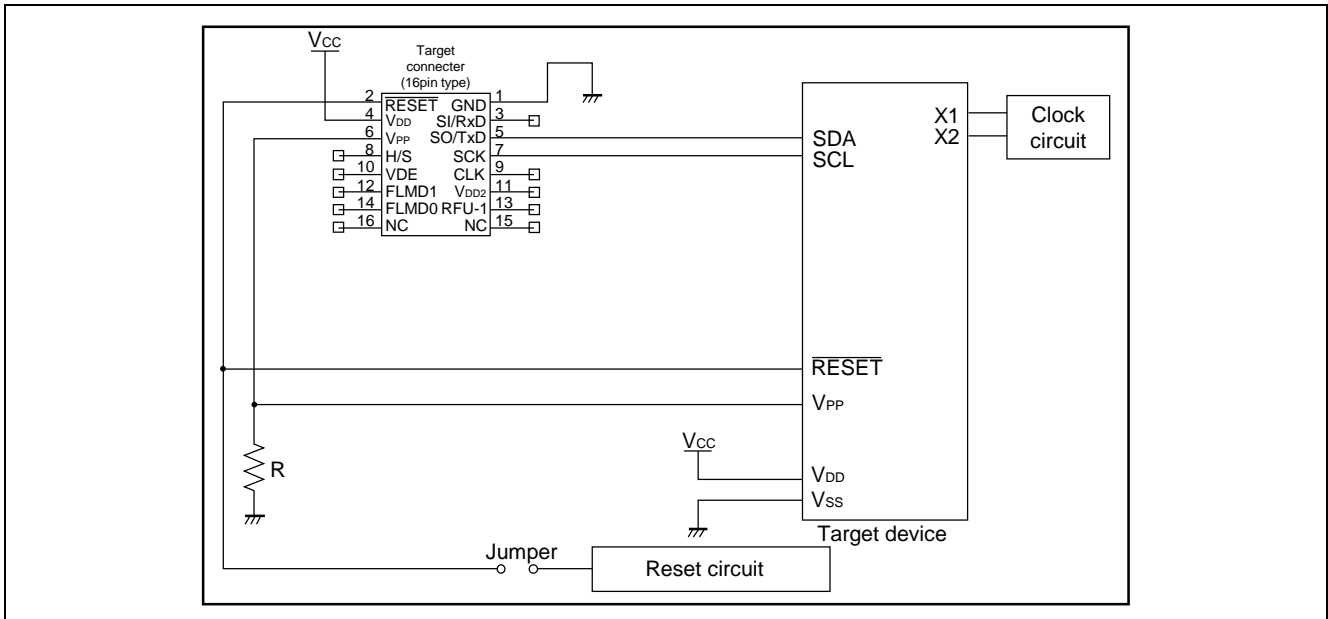 VCC
Target
connecter
(16pin type)
2 RESET GND 1
4 VDD SI/RxD 3
6 VPP SO/TxD 5
8 H/S SCK 7
10 VDE CLK 9
12 FLMD1 VDD2 11
14 FLMD0 RFU-1 13
16 NC NC 15
SDA
SCL
X1
X2
Clock
circuit
RESET
VPP
R
VCC
VDD
VSS
Target device
Jumper
Reset circuit